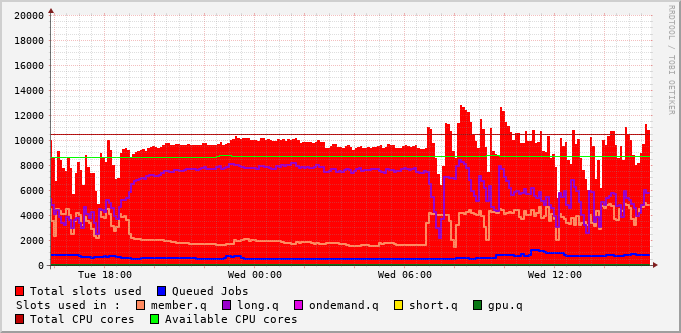 20000
18000
16000
14000
12000
10000
8000
6000
4000
2000
0
Tue 18:00 Wed 00:00 Wed 06:00 Wed 12:00
RRDTOOL / TOBI OETIKER
Total slots used Queued Jobs
Slots used in : member.q long.q ondemand.q short.q gpu.q
Total CPU cores Available CPU cores